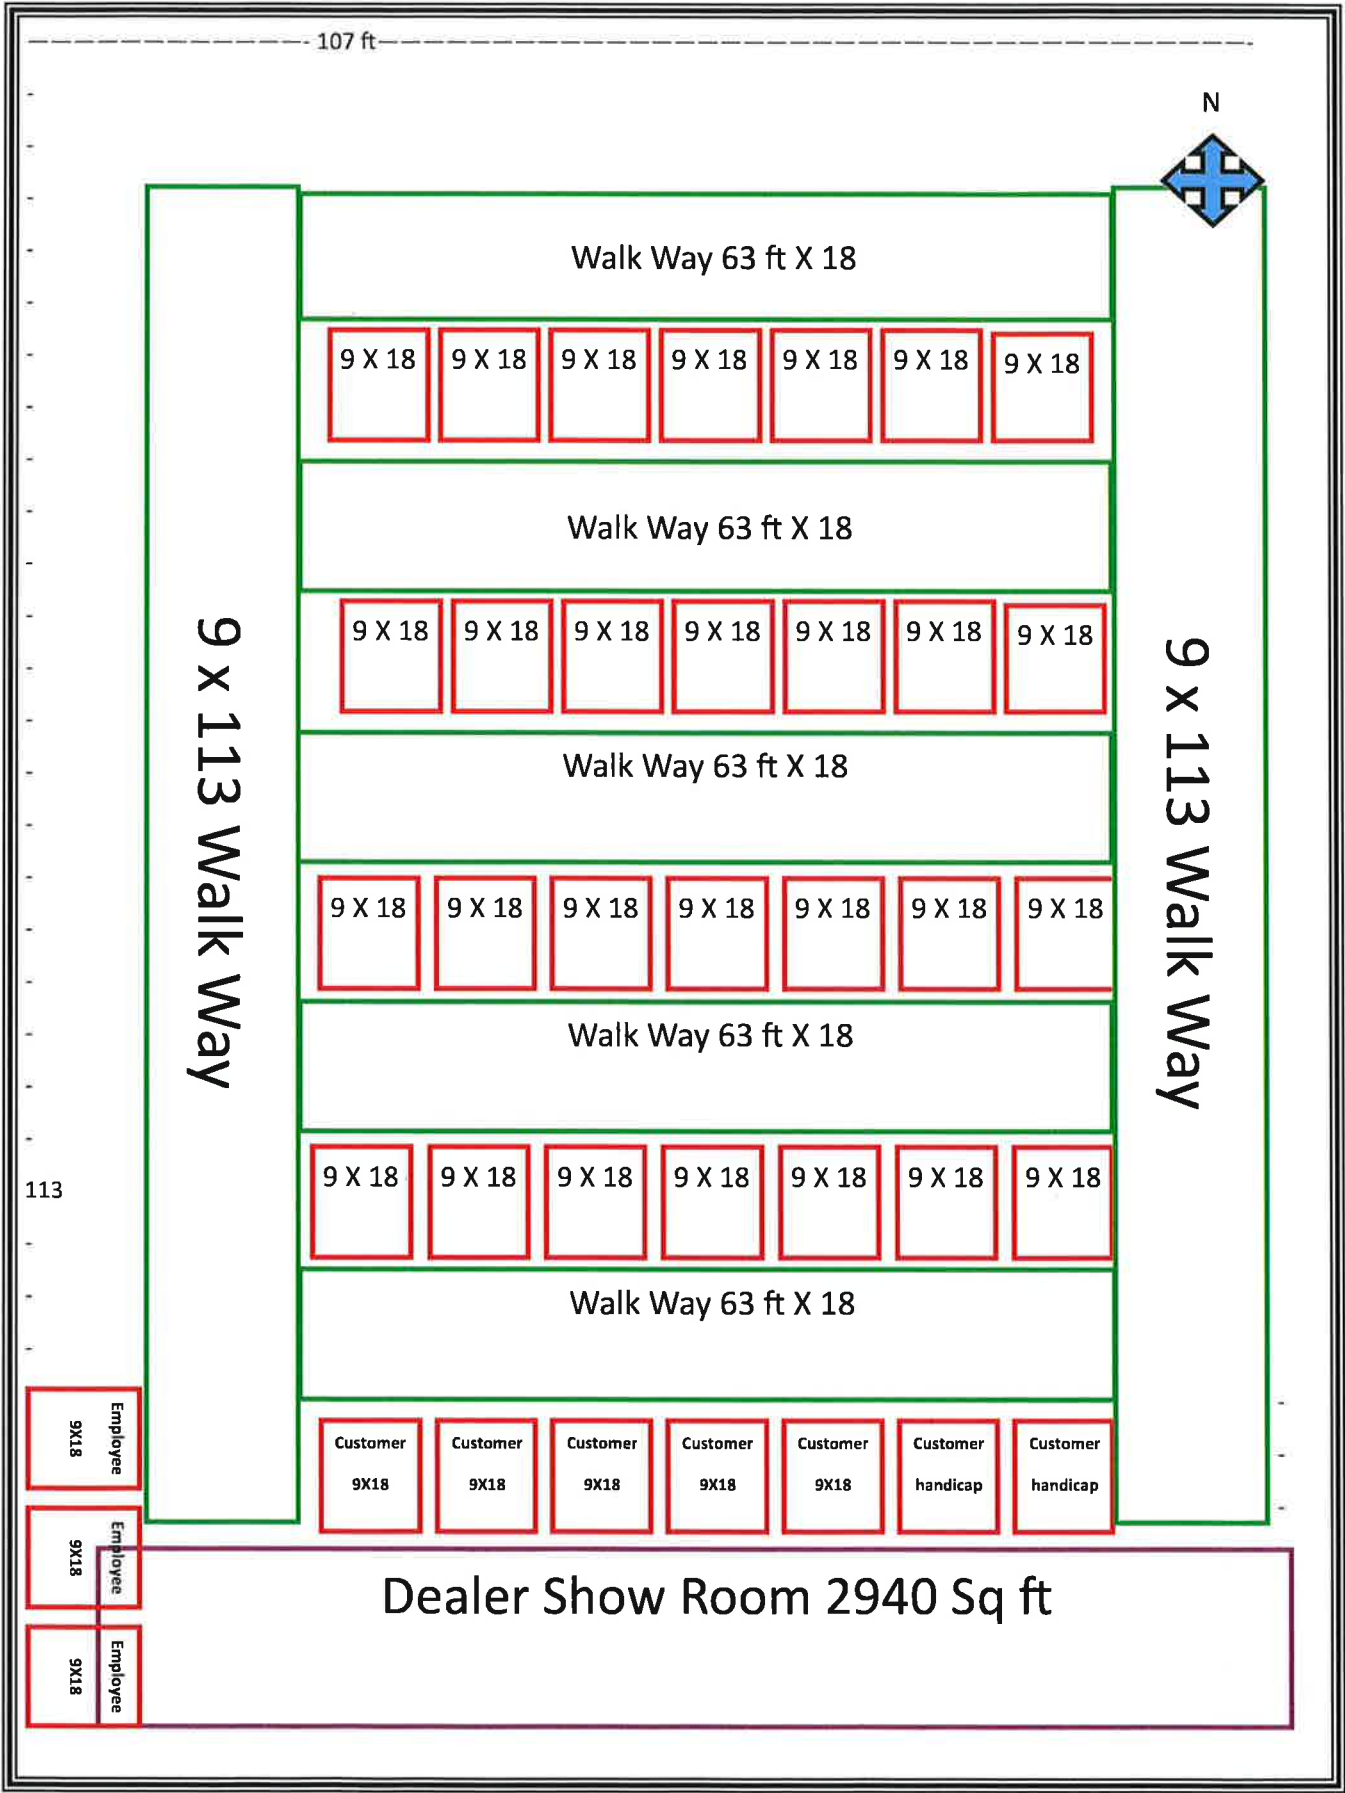 107 ft
N
Walk Way 63 ft X 18
9 X 18 9 X 18 9 X 18 9 X 18 9 X 18 9 X 18 9 X 18
Walk Way 63 ft X 18
9 X 18 9 X 18 9 X 18 9 X 18 9 X 18 9 X 18 9 X 18
9 x 113 Walk Way
9 x 113 Walk Way
Walk Way 63 ft X 18
9 X 18 9 X 18 9 X 18 9 X 18 9 X 18 9 X 18 9 X 18
Walk Way 63 ft X 18
9 X 18 9 X 18 9 X 18 9 X 18 9 X 18 9 X 18 9 X 18
113
Walk Way 63 ft X 18
Employee
9X18
Customer Customer Customer Customer Customer Customer Customer
9X18 9X18 9X18 9X18 9X18 handicap handicap
Employee
9X18
Dealer Show Room 2940 Sq ft
Employee
9X18